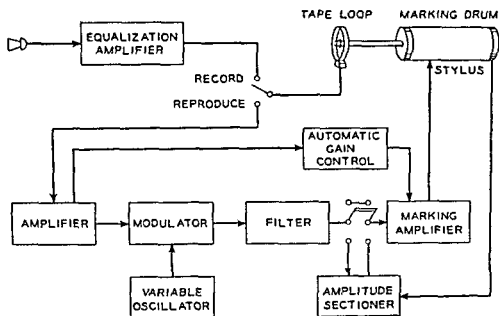 TAPE LOOP
MARKING DRUM
EQUALIZATION
AMPLIFIER
RECORD
REPRODUCE
STYLUS
AUTOMATIC
GAIN
CONTROL
AMPLIFIER
MODULATOR
FILTER
MARKING
AMPLIFIER
VARIABLE
OSCILLATOR
AMPLITUDE
SECTIONER